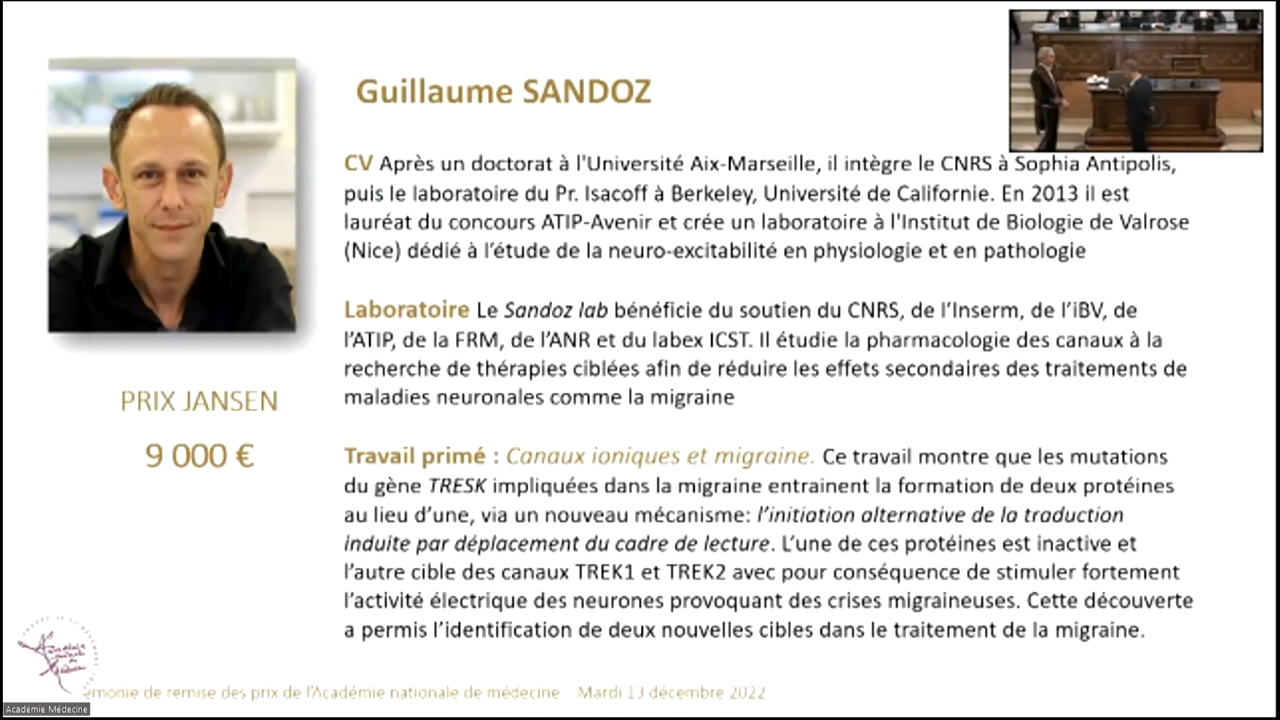 Guillaume SANDOZ
CV Après un doctorat à l'Université Aix-Marseille, il intègre le CNRS à Sophia Antipolis,
puis le laboratoire du Pr. Isacoff à Berkeley, Université de Californie. En 2013 il est
lauréat du concours ATIP-Avenir et crée un laboratoire à l'Institut de Biologie de Valrose
(Nice) dédié à l'étude de la neuro-excitabilité en physiologie et en pathologie
Laboratoire Le Sandoz lab bénéficie du soutien du CNRS, de l'Inserm, de l'iBV, de
l'ATIP, de la FRM, de l'ANR et du labex ICST. Il étudie la pharmacologie des canaux à la
recherche de thérapies ciblées afin de réduire les effets secondaires des traitements de
maladies neuronales comme la migraine
PRIX JANSEN
9 000 €
Travail primé : Canaux ioniques et migraine. Ce travail montre que les mutations
du gène TRESK impliquées dans la migraine entrainent la formation de deux protéines
au lieu d'une, via un nouveau mécanisme: l'initiation alternative de la traduction
induite par déplacement du cadre de lecture. L'une de ces protéines est inactive et
l'autre cible des canaux TREK1 et TREK2 avec pour conséquence de stimuler fortement
l'activité électrique des neurones provoquant des crises migraineuses. Cette découverte
a permis l'identification de deux nouvelles cibles dans le traitement de la migraine.
émonie de remise des prix de l'Académie nationale de médecine Mardi 13 décembre 2022
Académie Médecine